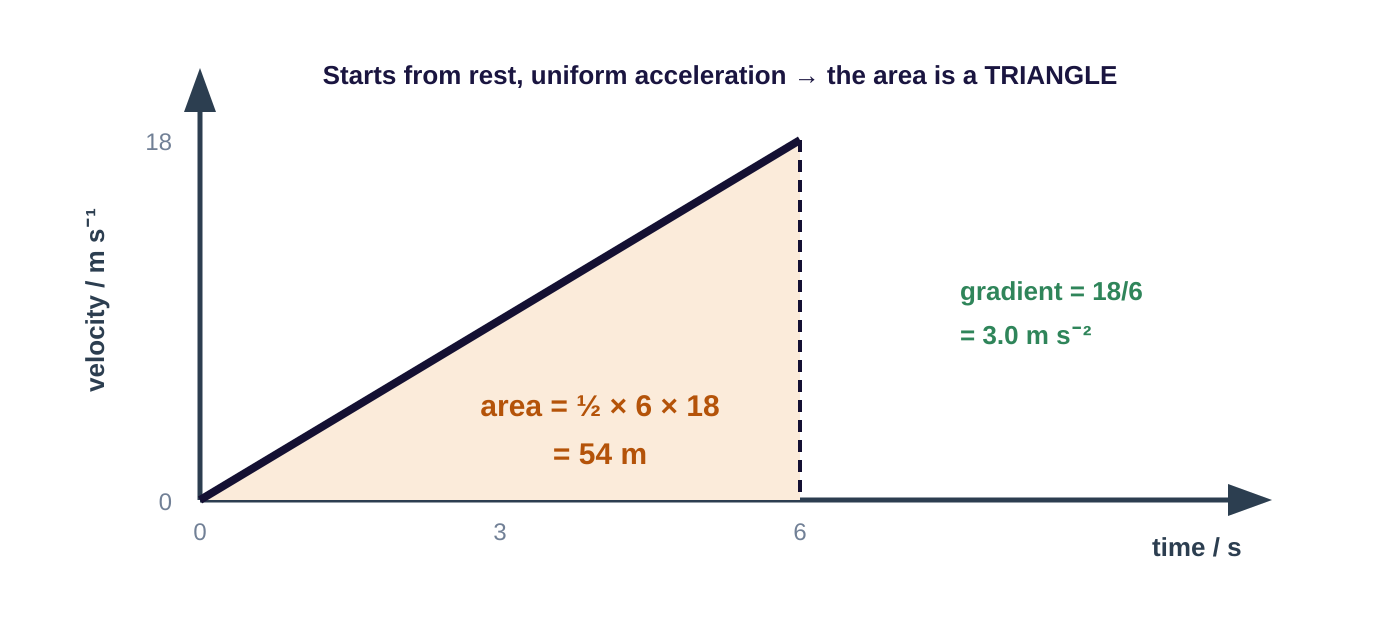 Starts from rest, uniform acceleration → the area is a TRIANGLE
18
velocity / m s⁻¹
gradient = 18/6
= 3.0 m s⁻²
area = ½ × 6 × 18
= 54 m
0
0 3 6
time / s